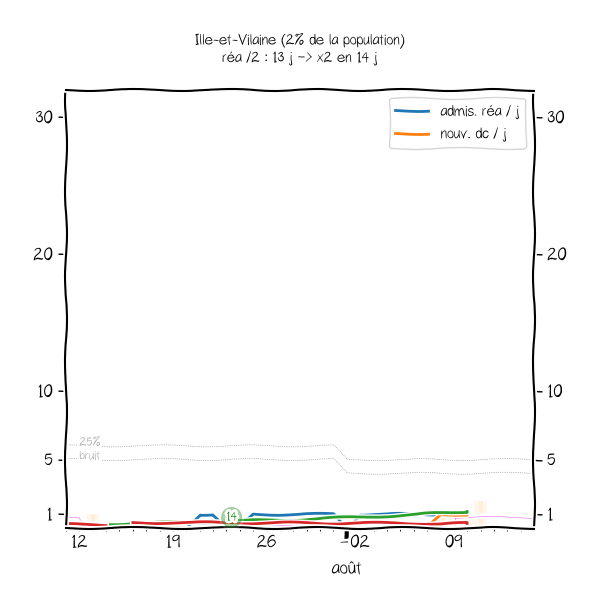 Ille-et-Vilaine (2% de la population)
réa /2 : 13 j -> x2 en 14 j
admis. réa / j
nouv. dc / j
30
30
20
20
10
10
25%
bruit
5
5
14
1
1
12
19
26
02
09
août